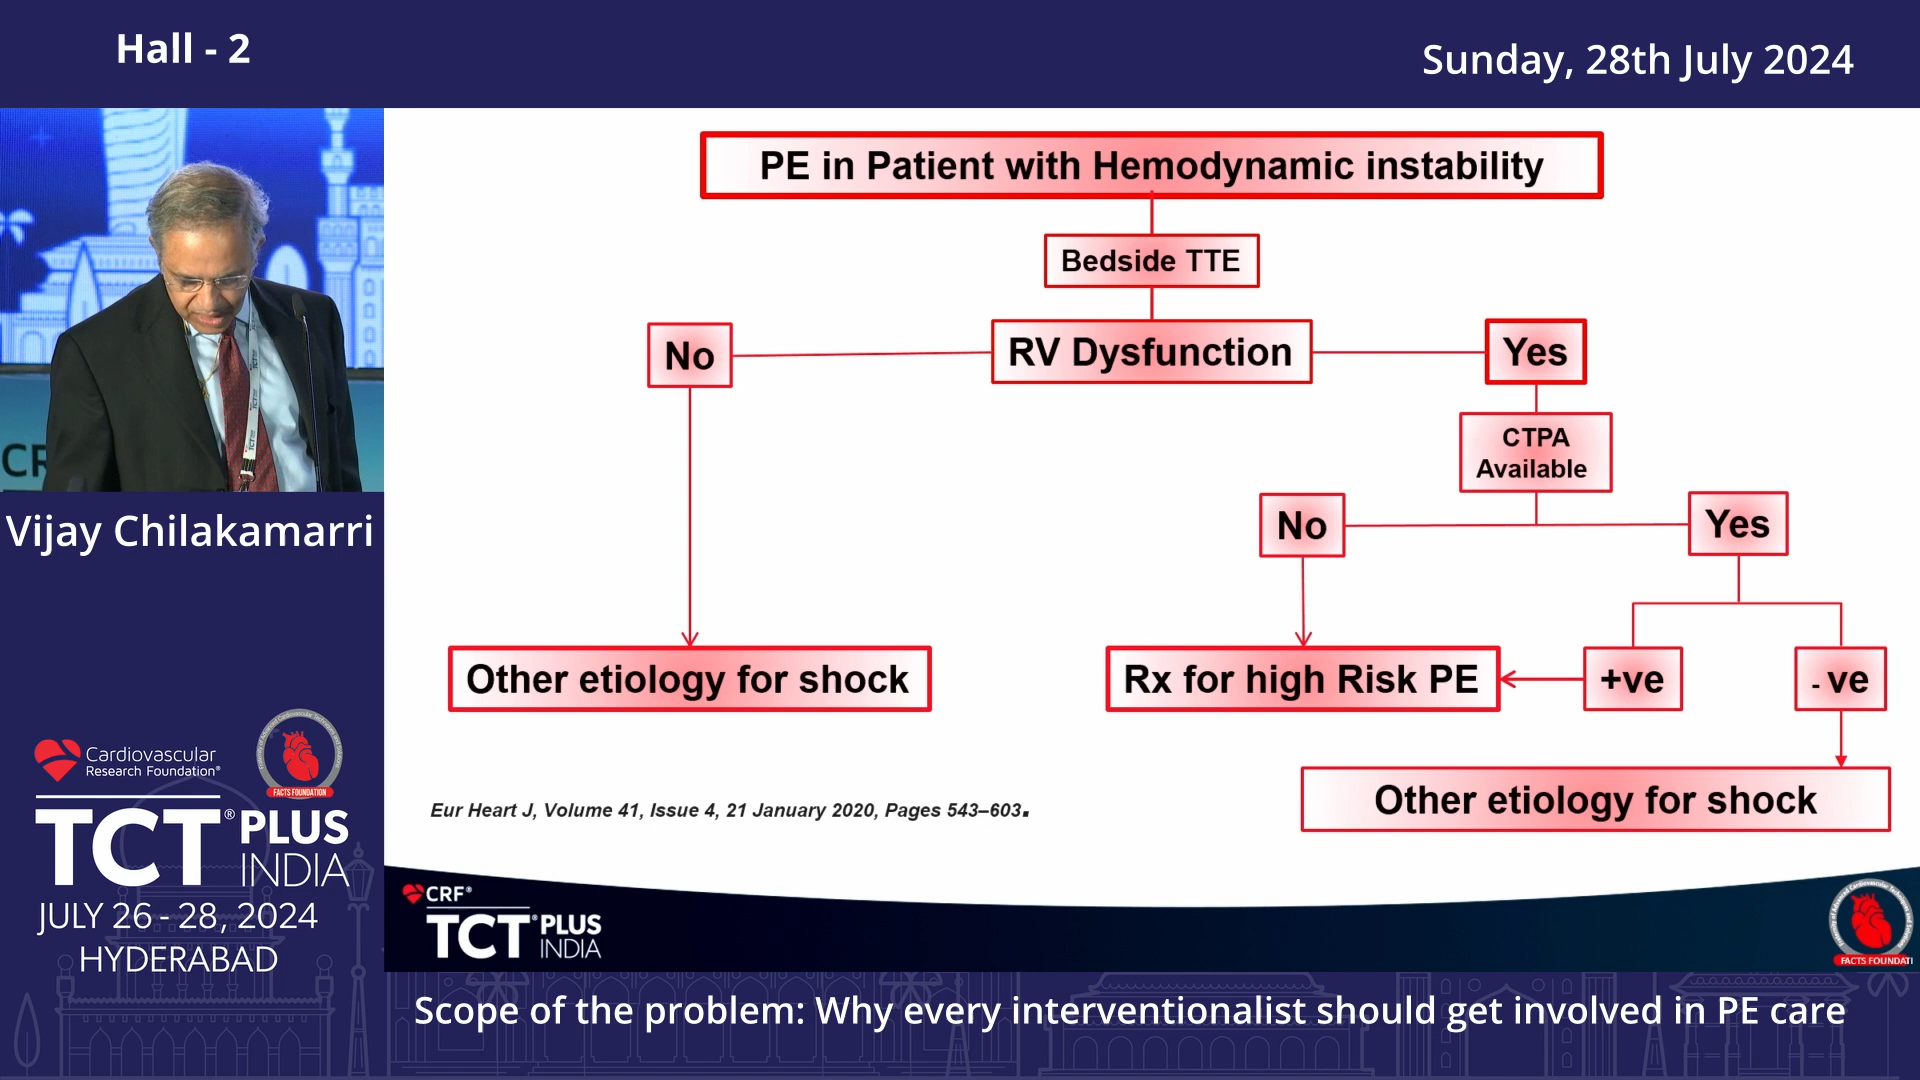 Hall - 2
Sunday, 28th July 2024
PE in Patient with Hemodynamic instability
Bedside TTE
No
RV Dysfunction
Yes
CTPA
Available
No
Yes
Other etiology for shock
Rx for high Risk PE
+ve
- ve
Other etiology for shock
Eur Heart J, Volume 41, Issue 4, 21 January 2020, Pages 543–603.
CRF®
TCT® PLUS
INDIA
FACTS FOUNDATI
CR
Vijay Chilakamarri
Cardiovascular
Research Foundation®
FACTS FOUNDATION
TCT® PLUS
INDIA
JULY 26 - 28, 2024
HYDERABAD
Scope of the problem: Why every interventionalist should get involved in PE care